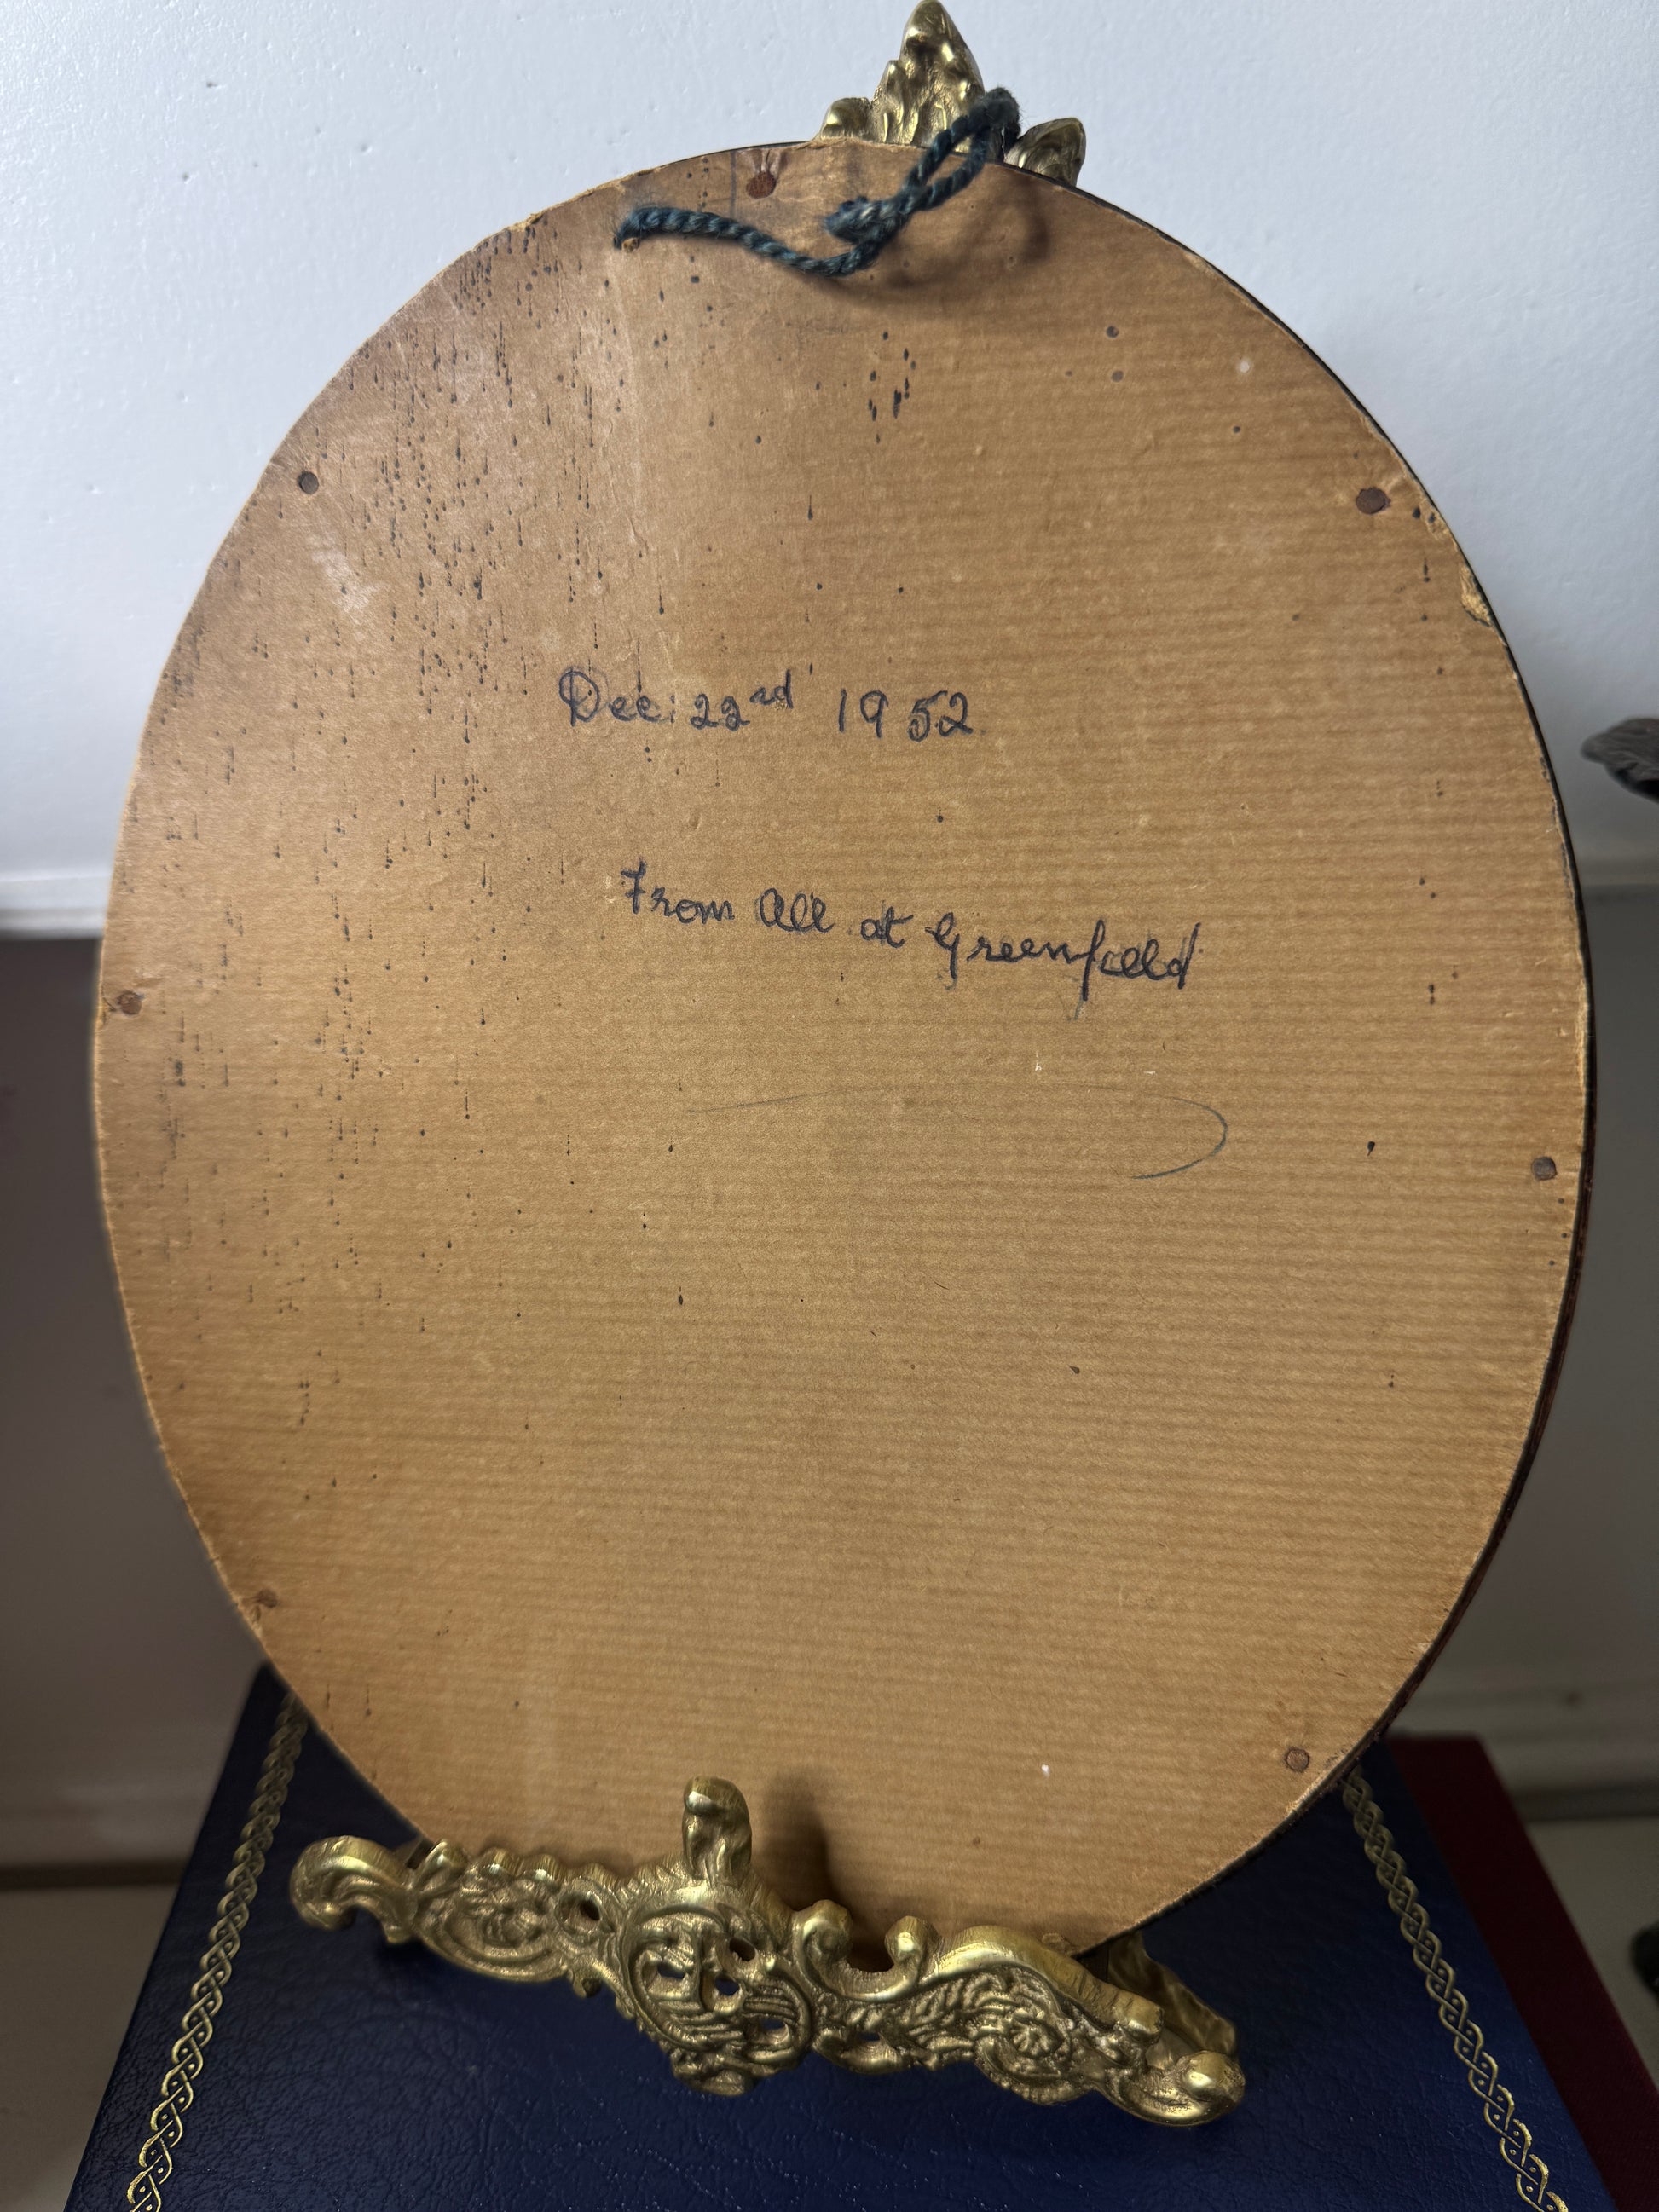 Dec: 22nd 1952.
From All at Greenfield